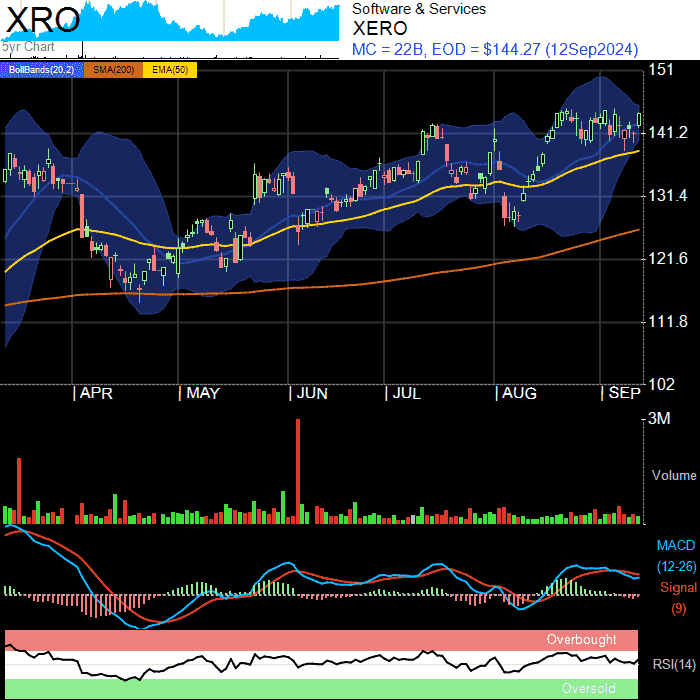 XRO
5yr Chart
Software & Services
XERO
MC = 22B, EOD = $144.27 (12Sep2024)
BollBands(20,2) SMA(200) EMA(50)
151
141.2
131.4
121.6
111.8
102
APR MAY JUN JUL AUG SEP
3M
Volume
MACD
(12-26)
Signal
(9)
Overbought
RSI(14)
Oversold